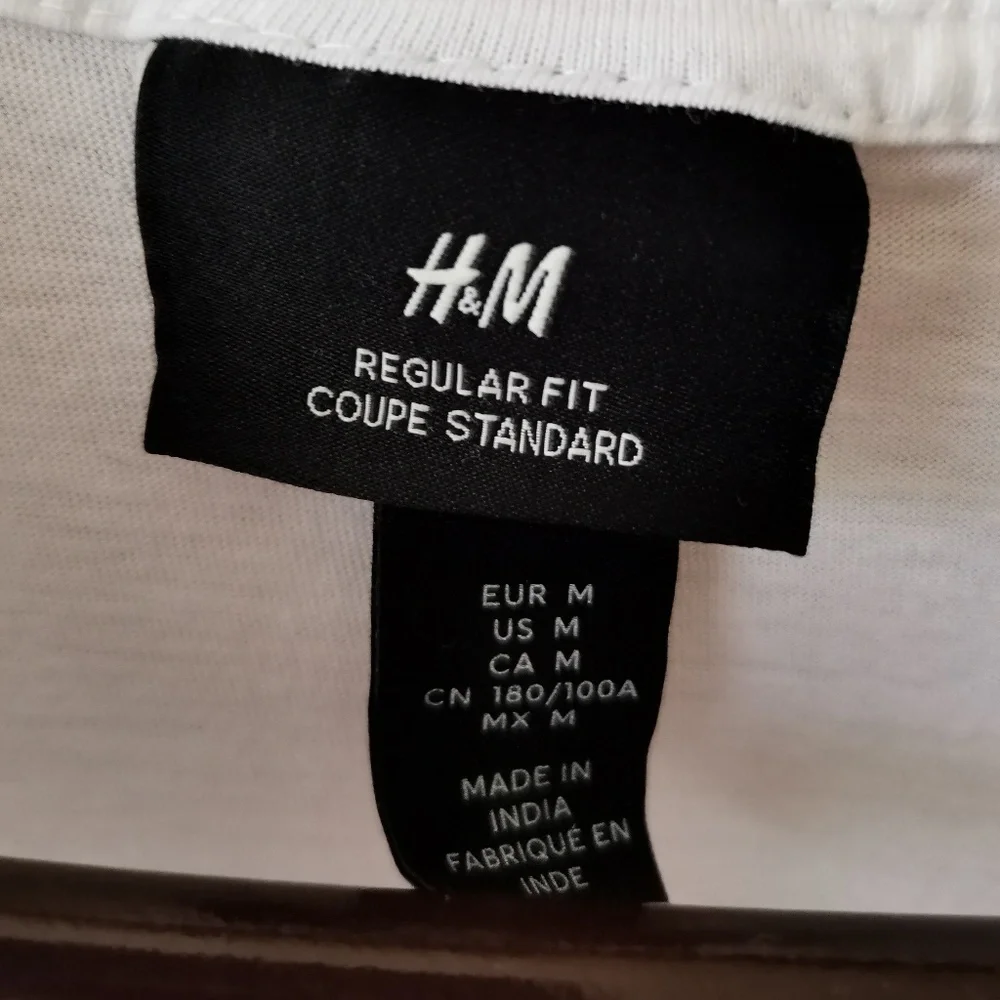 H&M
REGULAR FIT
COUPE STANDARD
EUR M
US M
CA M
CN 180/100A
MX M
MADE IN
INDIA
FABRIQUÉ EN
INDE